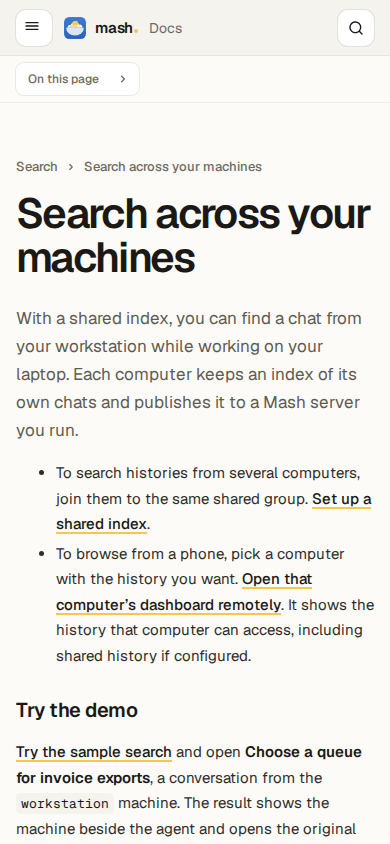 mash. Docs
On this page
Search › Search across your machines
Search across your
machines
With a shared index, you can find a chat from
your workstation while working on your
laptop. Each computer keeps an index of its
own chats and publishes it to a Mash server
you run.
• To search histories from several computers,
join them to the same shared group. Set up a
shared index.
• To browse from a phone, pick a computer
with the history you want. Open that
computer’s dashboard remotely. It shows the
history that computer can access, including
shared history if configured.
Try the demo
Try the sample search and open Choose a queue
for invoice exports, a conversation from the
workstation machine. The result shows the
machine beside the agent and opens the original